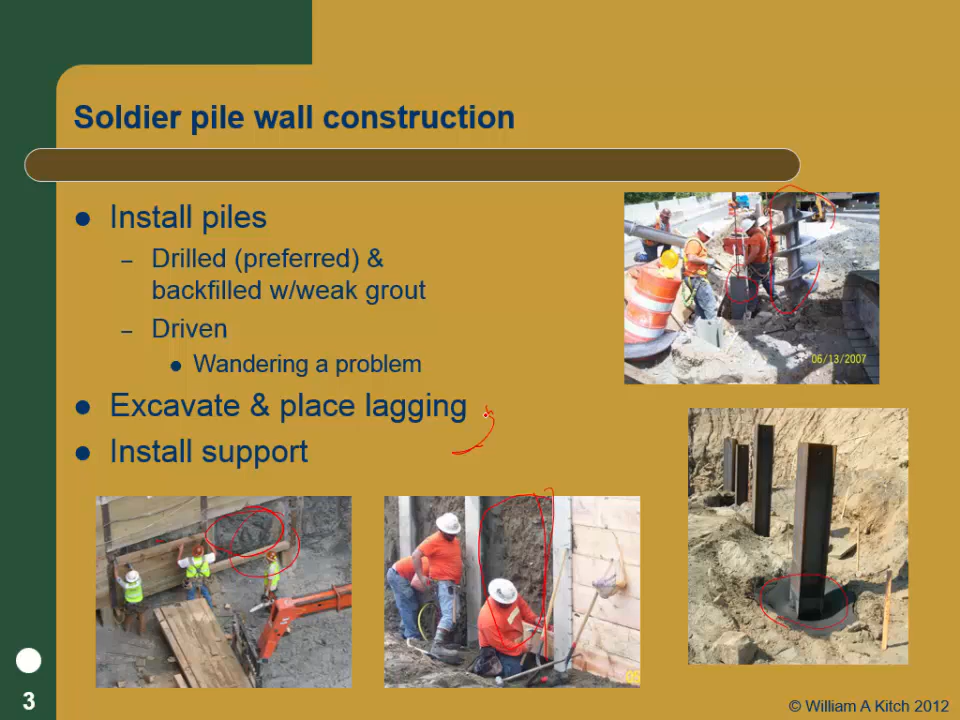 Soldier pile wall construction
● Install piles
– Drilled (preferred) &
backfilled w/weak grout
– Driven
● Wandering a problem
● Excavate & place lagging
● Install support
06/13/2007
05
3
© William A Kitch 2012